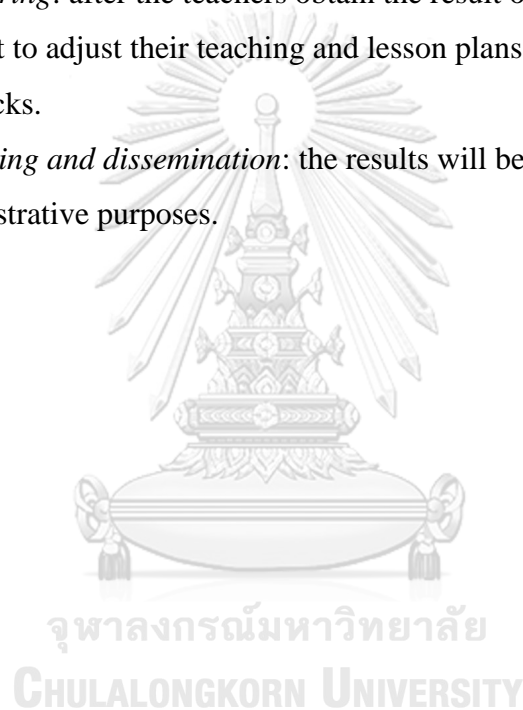 ring: after the teachers obtain the result o
t to adjust their teaching and lesson plans
cks.
ing and dissemination: the results will be
strative purposes.
จุฬาลงกรณ์มหาวิทยาลัย
CHULALONGKORN UNIVERSITY